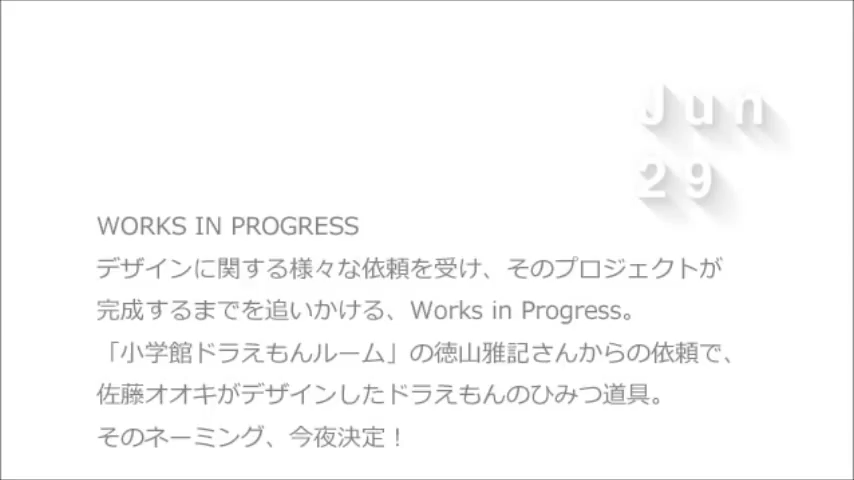 Jun
29
WORKS IN PROGRESS
デザインに関する様々な依頼を受け、そのプロジェクトが
完成するまでを追いかける、Works in Progress。
「小学館ドラえもんルーム」の徳山雅記さんからの依頼で、
佐藤オオキがデザインしたドラえもんのひみつ道具。
そのネーミング、今夜決定！